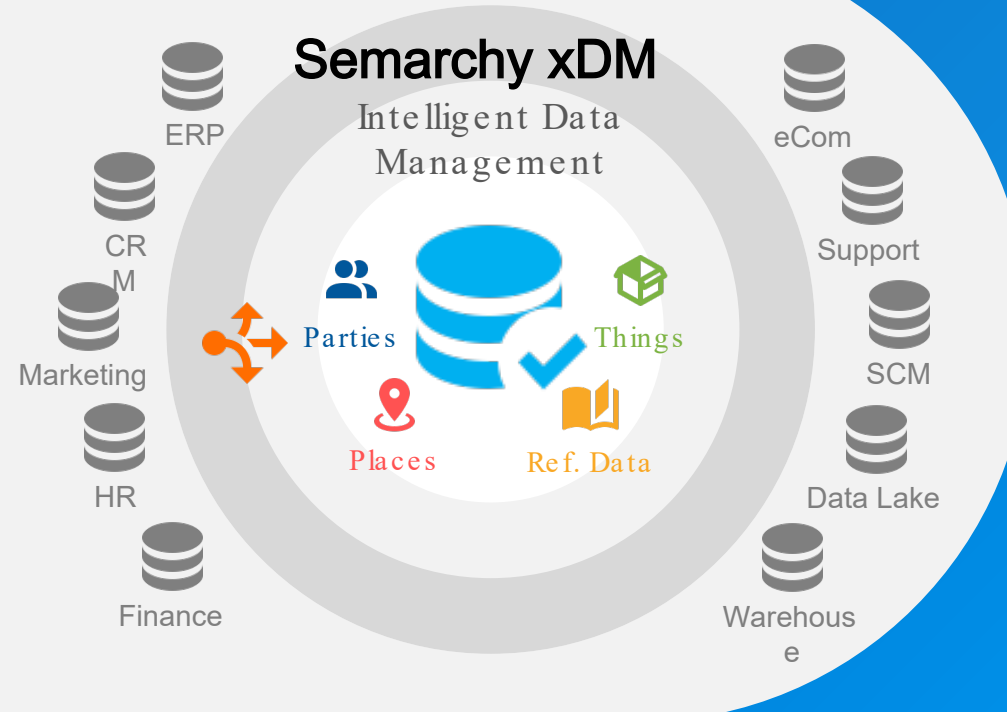 Semarchy xDM
Intelligent Data
Management
ERP
CR
M
Marketing
HR
Finance
Parties
Things
Places
Ref. Data
eCom
Support
SCM
Data Lake
Warehous
e